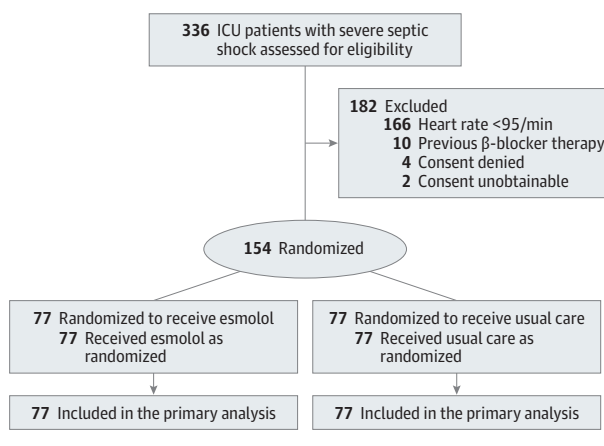 336 ICU patients with severe septic
shock assessed for eligibility
182 Excluded
166 Heart rate <95/min
10 Previous β-blocker therapy
4 Consent denied
2 Consent unobtainable
154 Randomized
77 Randomized to receive esmolol
77 Received esmolol as
randomized
77 Randomized to receive usual care
77 Received usual care as
randomized
77 Included in the primary analysis
77 Included in the primary analysis